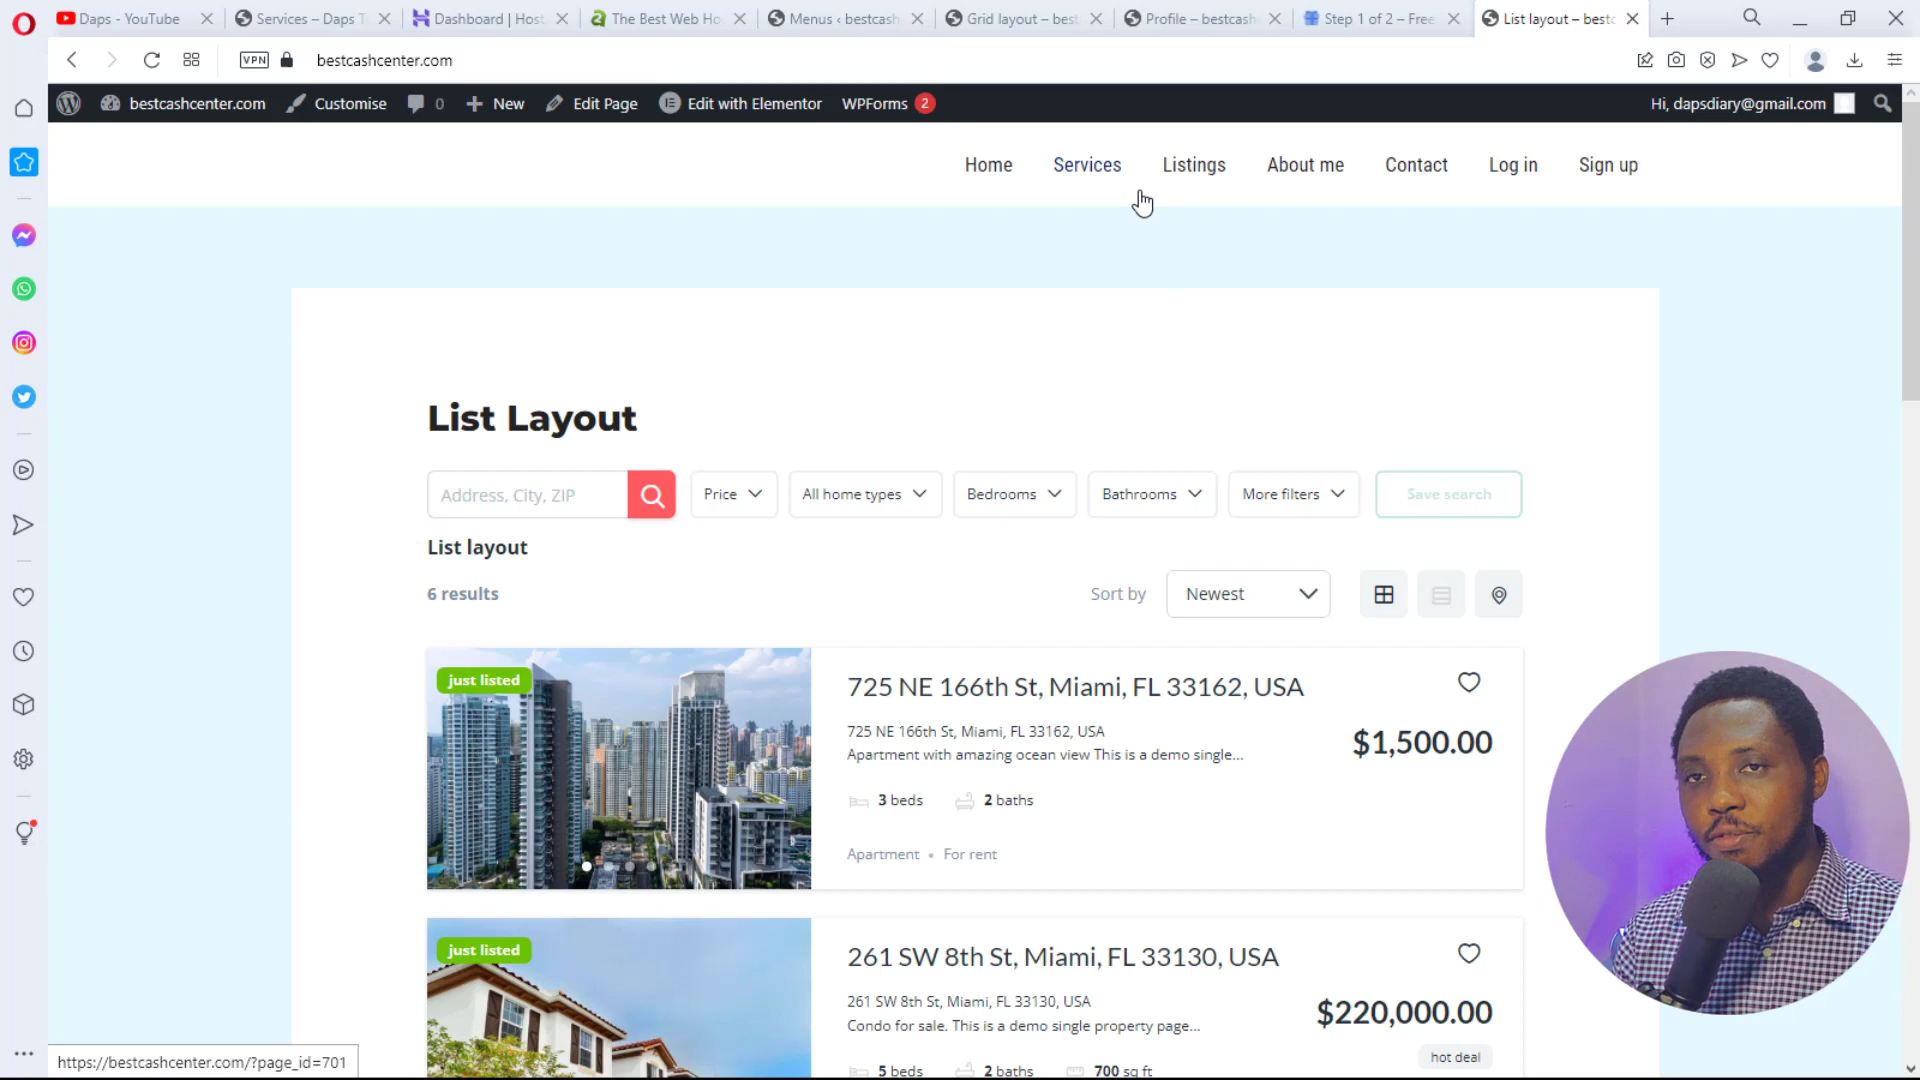 Daps - YouTube
Services – Daps T
Dashboard | Host
The Best Web Ho
Menus ‹ bestcash
Grid layout – best
Profile – bestcash
Step 1 of 2 – Free
List layout – bestc
VPN
bestcashcenter.com
bestcashcenter.com
Customise
0
New
Edit Page
Edit with Elementor
WPForms 2
Hi, dapsdiary@gmail.com
Home
Services
Listings
About me
Contact
Log in
Sign up
List Layout
Address, City, ZIP
Price
All home types
Bedrooms
Bathrooms
More filters
Save search
List layout
6 results
Sort by
Newest
just listed
725 NE 166th St, Miami, FL 33162, USA
725 NE 166th St, Miami, FL 33162, USA
Apartment with amazing ocean view This is a demo single...
$1,500.00
3 beds
2 baths
Apartment • For rent
just listed
261 SW 8th St, Miami, FL 33130, USA
261 SW 8th St, Miami, FL 33130, USA
Condo for sale. This is a demo single property page...
$220,000.00
hot deal
5 beds
2 baths
700 sq ft
https://bestcashcenter.com/?page_id=701